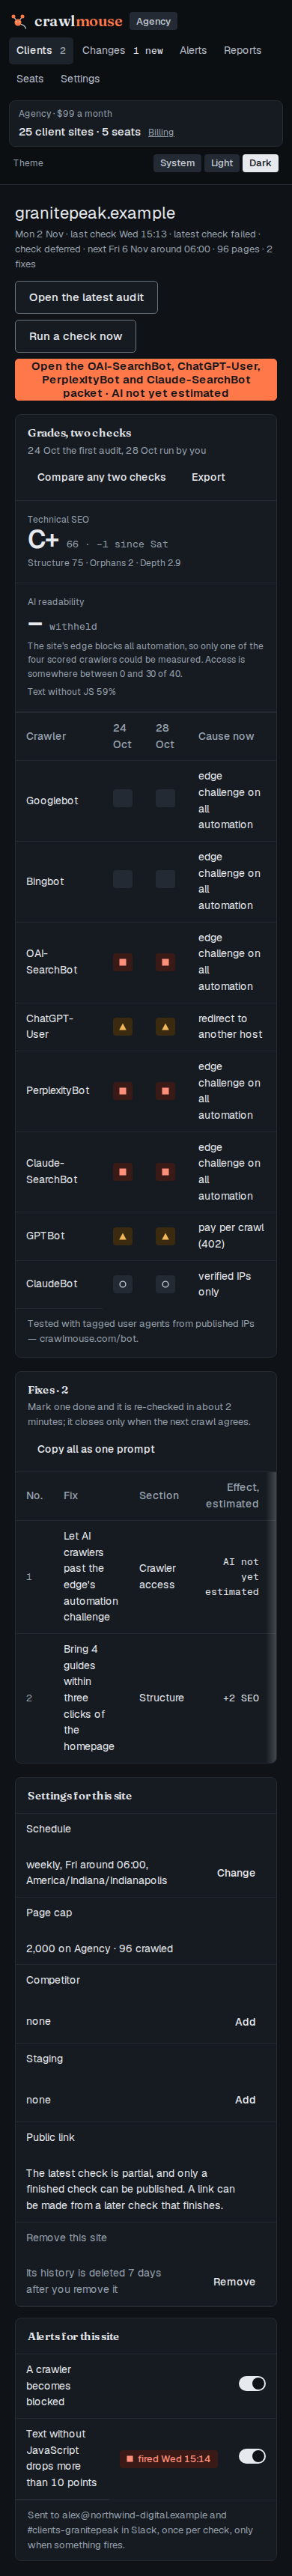 crawlmouse Agency
Clients 2 Changes 1 new Alerts Reports
Seats Settings
Agency · $99 a month
25 client sites · 5 seats Billing
Theme System Light Dark
granitepeak.example
Mon 2 Nov · last check Wed 15:13 · latest check failed ·
check deferred · next Fri 6 Nov around 06:00 · 96 pages · 2
fixes
Open the latest audit
Run a check now
Open the OAI-SearchBot, ChatGPT-User,
PerplexityBot and Claude-SearchBot
packet · AI not yet estimated
Grades, two checks
24 Oct the first audit, 28 Oct run by you
Compare any two checks Export
Technical SEO
C+ 66 · −1 since Sat
Structure 75 · Orphans 2 · Depth 2.9
AI readability
— withheld
The site's edge blocks all automation, so only one of the
four scored crawlers could be measured. Access is
somewhere between 0 and 30 of 40.
Text without JS 59%
Crawler 24 Oct 28 Oct Cause now
Googlebot edge challenge on all automation
Bingbot edge challenge on all automation
OAI-SearchBot edge challenge on all automation
ChatGPT-User redirect to another host
PerplexityBot edge challenge on all automation
Claude-SearchBot edge challenge on all automation
GPTBot pay per crawl (402)
ClaudeBot verified IPs only
Tested with tagged user agents from published IPs
— crawlmouse.com/bot.
Fixes · 2
Mark one done and it is re-checked in about 2
minutes; it closes only when the next crawl agrees.
Copy all as one prompt
No. Fix Section Effect, estimated
1 Let AI crawlers past the edge's automation challenge Crawler access AI not yet estimated
2 Bring 4 guides within three clicks of the homepage Structure +2 SEO
Settings for this site
Schedule
weekly, Fri around 06:00,
America/Indiana/Indianapolis Change
Page cap
2,000 on Agency · 96 crawled
Competitor
none Add
Staging
none Add
Public link
The latest check is partial, and only a
finished check can be published. A link can
be made from a later check that finishes.
Remove this site
Its history is deleted 7 days
after you remove it Remove
Alerts for this site
A crawler
becomes
blocked
Text without
JavaScript
drops more
than 10 points fired Wed 15:14
Sent to alex@northwind-digital.example and
#clients-granitepeak in Slack, once per check, only
when something fires.